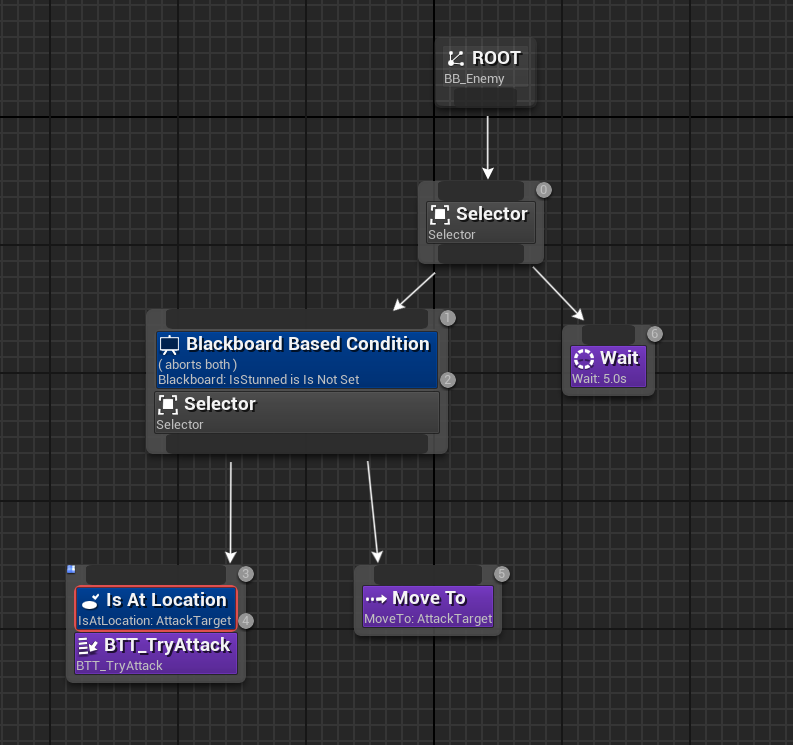 ROOT
BB_Enemy
0
Selector
Selector
1
Blackboard Based Condition
( aborts both )
Blackboard: IsStunned is Is Not Set
2
Selector
Selector
6
Wait
Wait: 5.0s
3
Is At Location
IsAtLocation: AttackTarget
4
BTT_TryAttack
BTT_TryAttack
5
Move To
MoveTo: AttackTarget